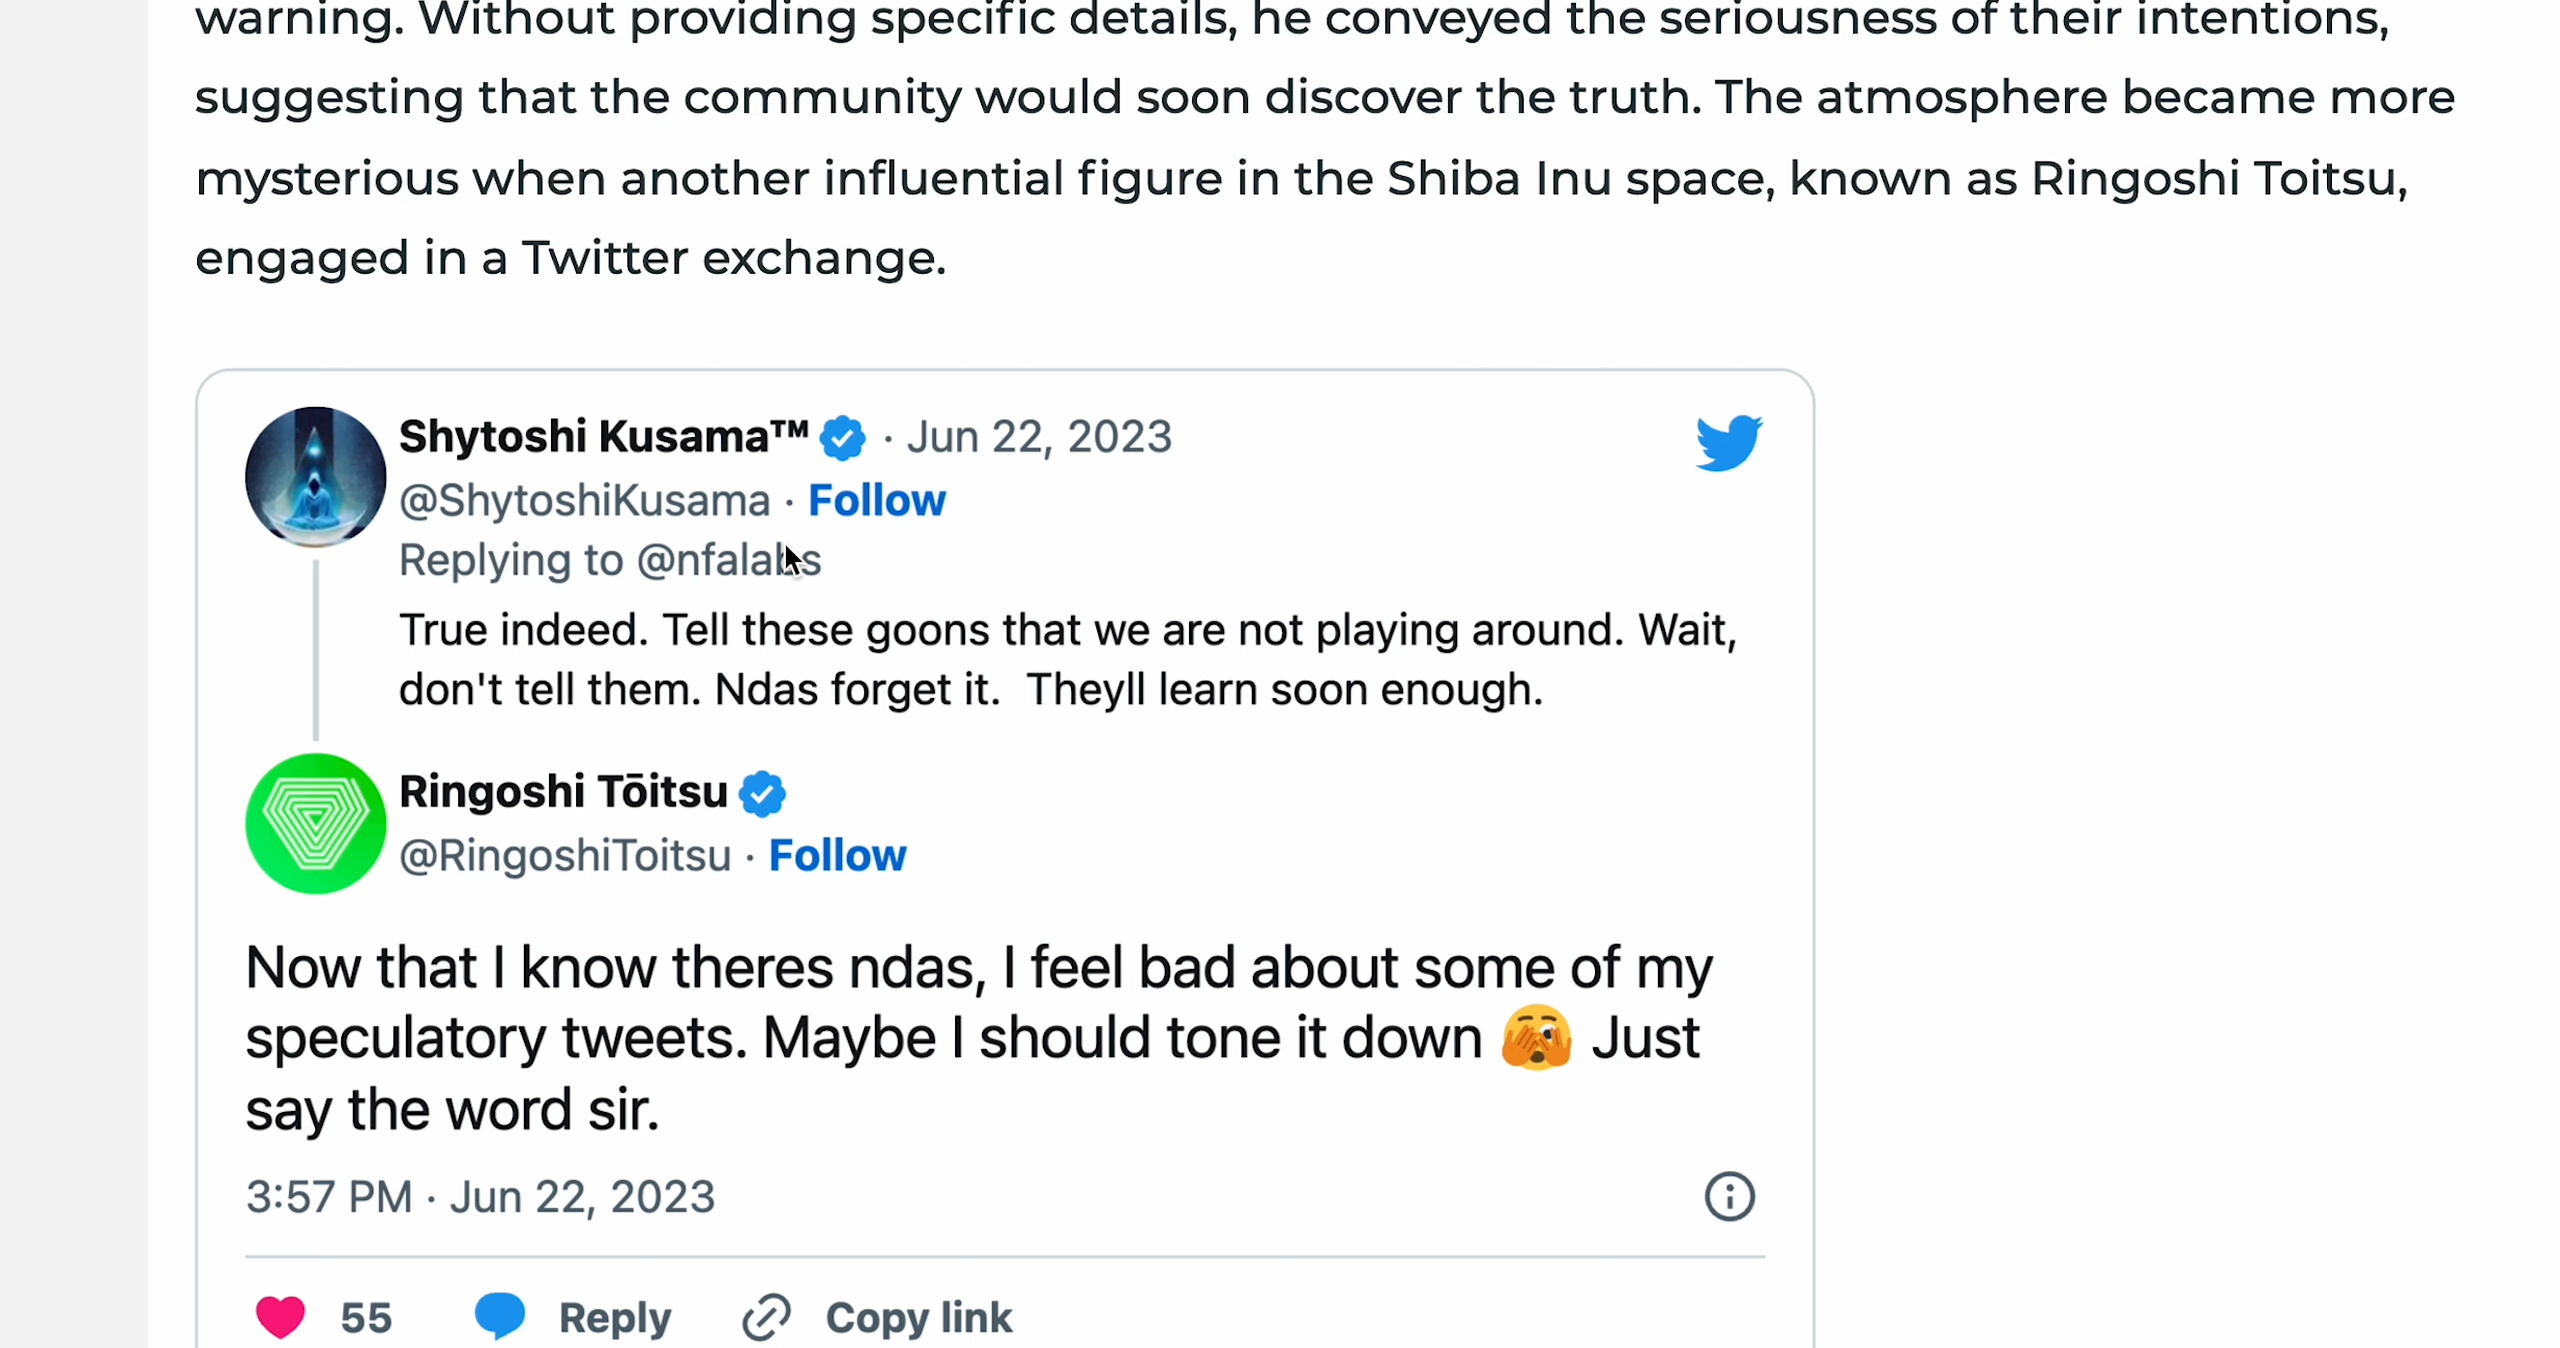 warning. Without providing specific details, he conveyed the seriousness of their intentions,
suggesting that the community would soon discover the truth. The atmosphere became more
mysterious when another influential figure in the Shiba Inu space, known as Ringoshi Toitsu,
engaged in a Twitter exchange.
Shytoshi Kusama™ · Jun 22, 2023
@ShytoshiKusama · Follow
Replying to @nfalabs
True indeed. Tell these goons that we are not playing around. Wait,
don't tell them. Ndas forget it.  Theyll learn soon enough.
Ringoshi Tōitsu
@RingoshiToitsu · Follow
Now that I know theres ndas, I feel bad about some of my
speculatory tweets. Maybe I should tone it down 🫣 Just
say the word sir.
3:57 PM · Jun 22, 2023
55 Reply Copy link